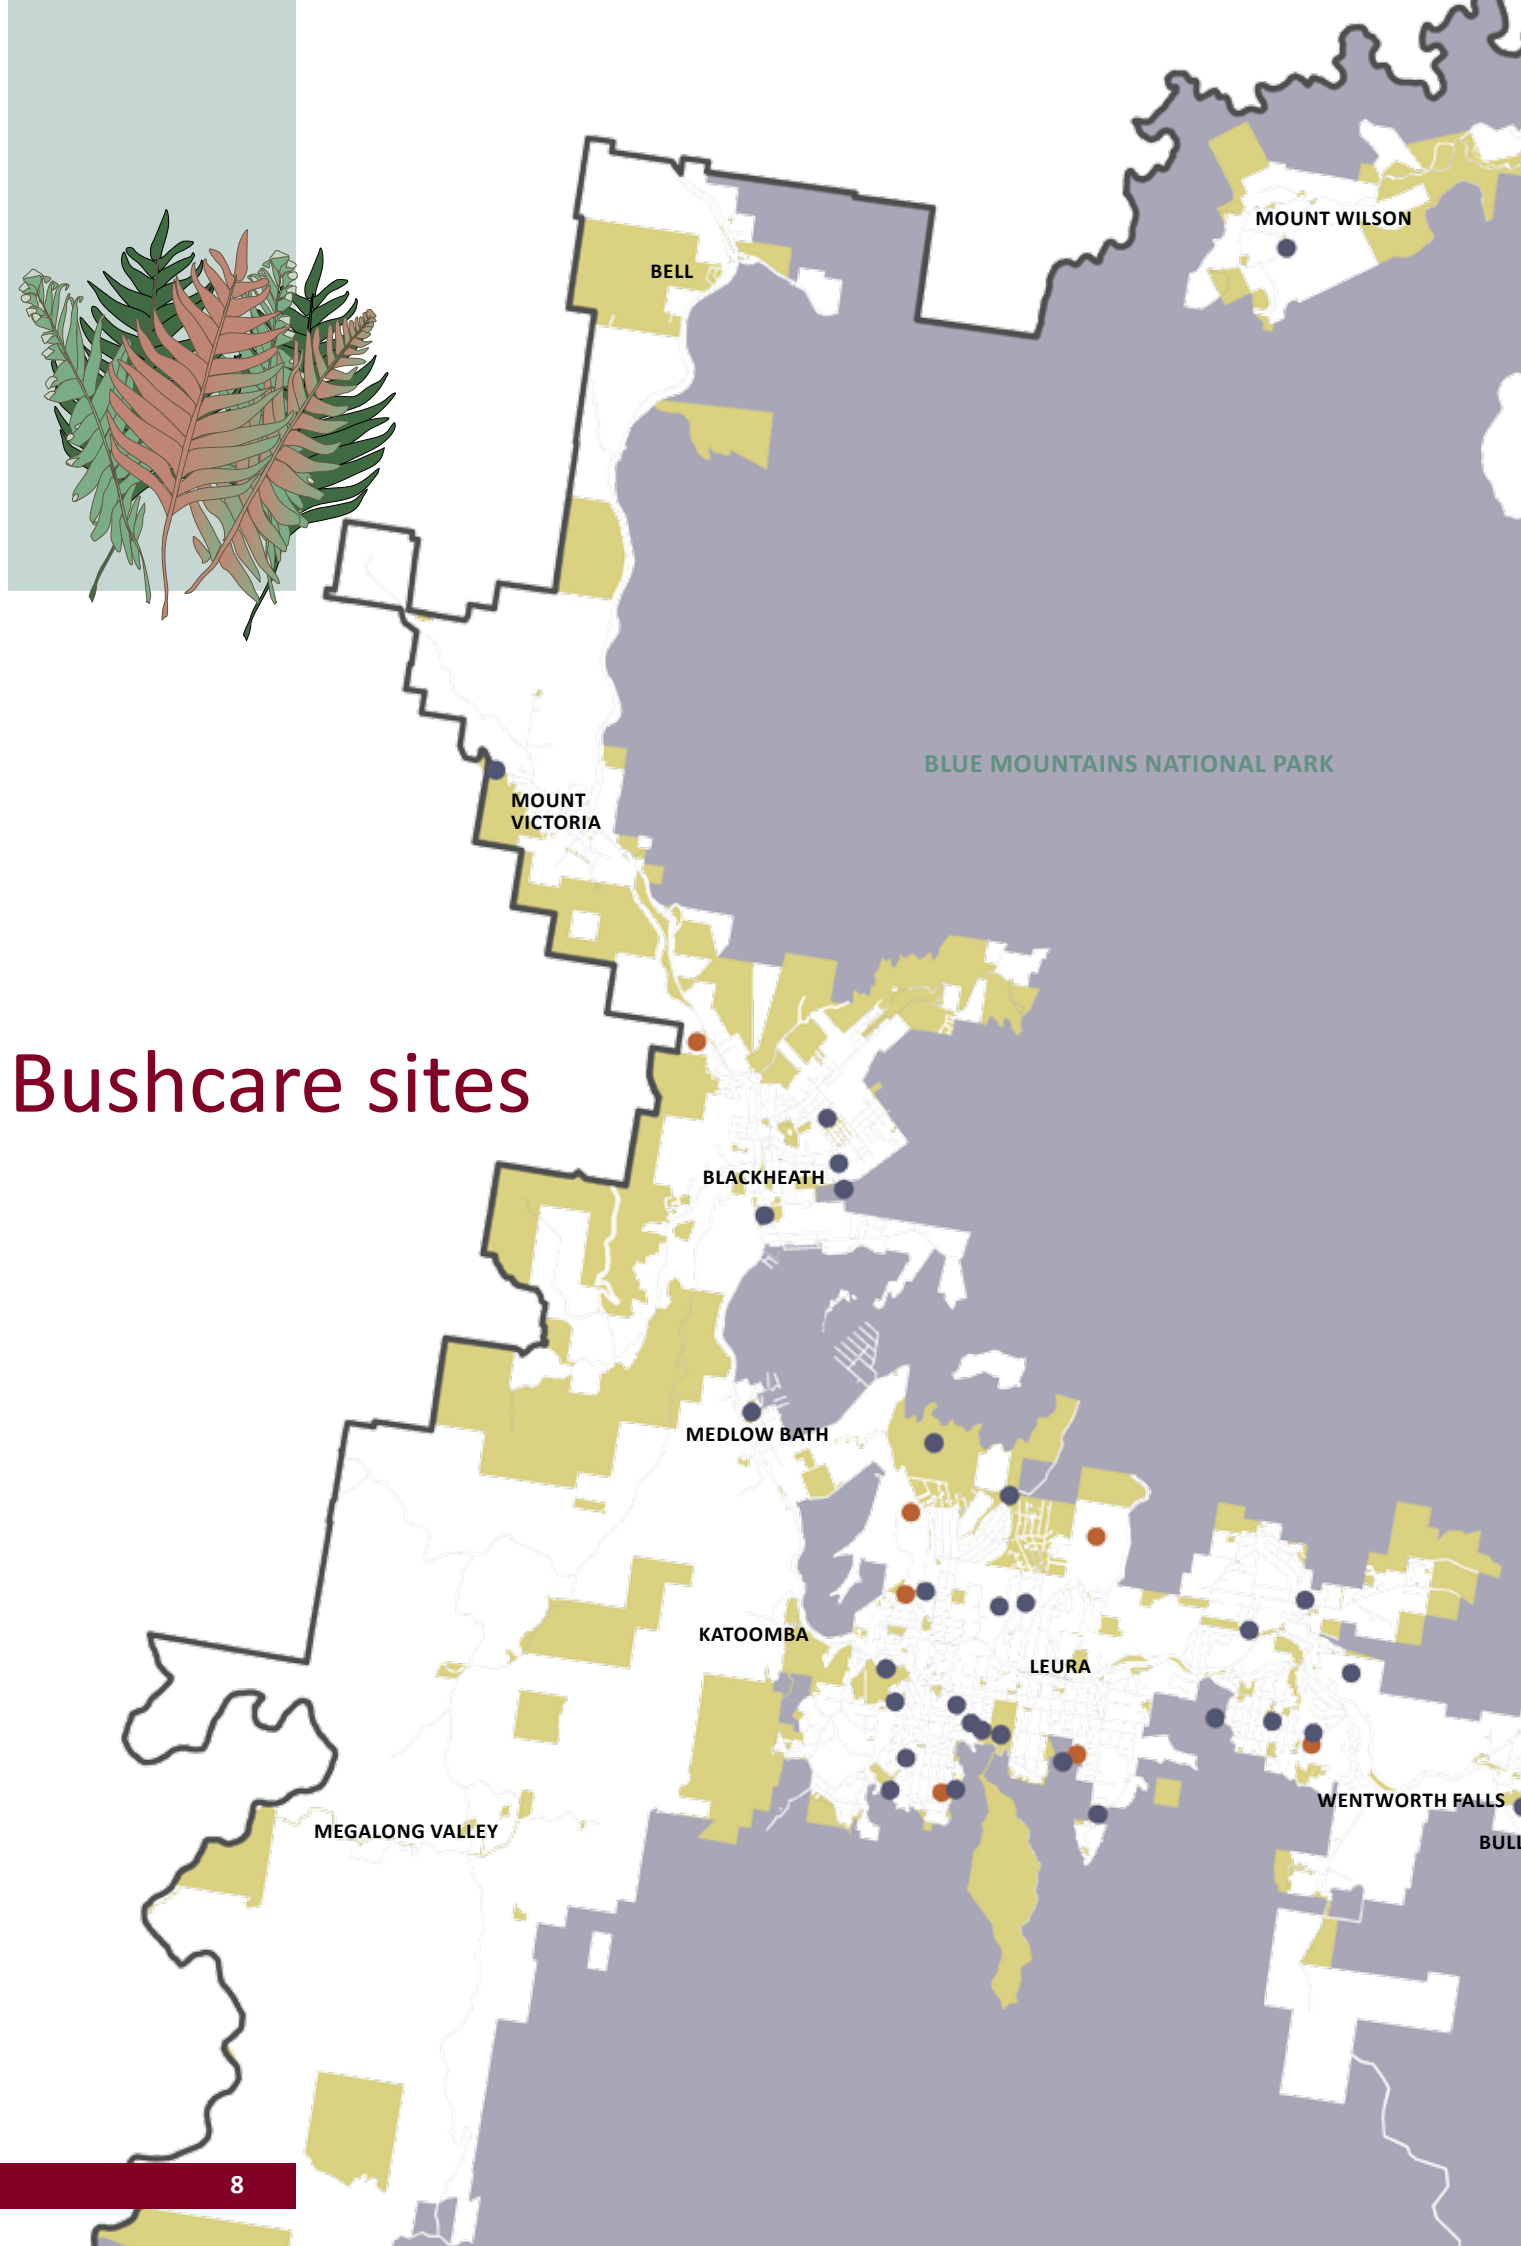 MOUNT WILSON
BELL
BLUE MOUNTAINS NATIONAL PARK
MOUNT
VICTORIA
Bushcare sites
BLACKHEATH
MEDLOW BATH
KATOOMBA
LEURA
WENTWORTH FALLS
MEGALONG VALLEY
BULL
8